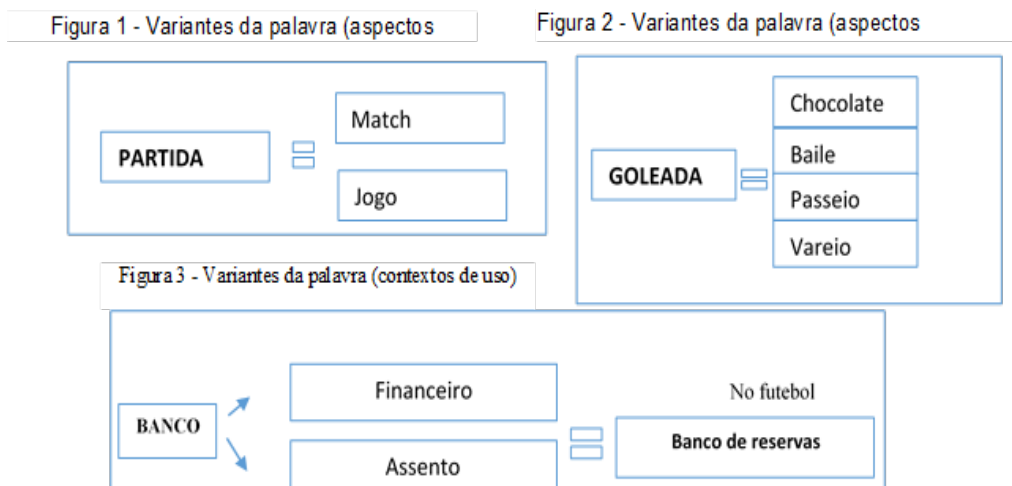 Figura 1 - Variantes da palavra (aspectos
Figura 2 - Variantes da palavra (aspectos
PARTIDA
Match
Jogo
GOLEADA
Chocolate
Baile
Passeio
Vareio
Figura 3 - Variantes da palavra (contextos de uso)
BANCO
Financeiro
Assento
No futebol
Banco de reservas